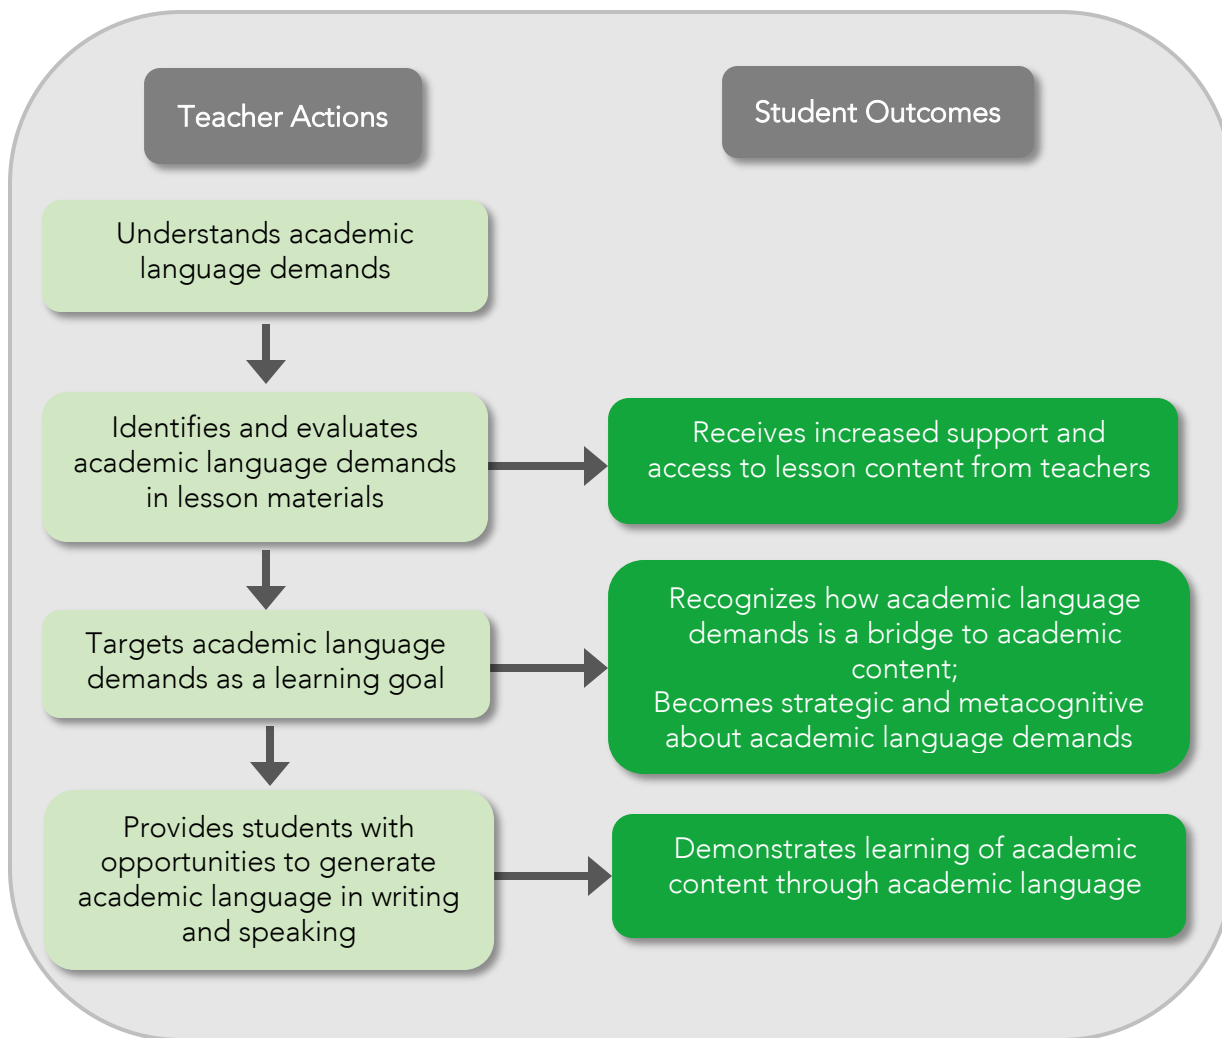 Teacher Actions
Student Outcomes
Understands academic
language demands
Identifies and evaluates
academic language demands
in lesson materials
Receives increased support and
access to lesson content from teachers
Targets academic language
demands as a learning goal
Recognizes how academic language
demands is a bridge to academic
content;
Becomes strategic and metacognitive
about academic language demands
Provides students with
opportunities to generate
academic language in writing
and speaking
Demonstrates learning of academic
content through academic language